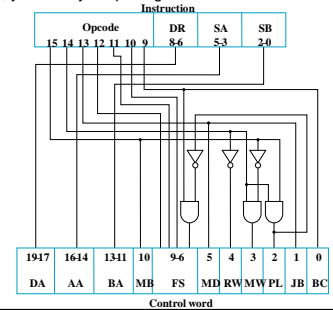 Instruction
Opcode DR SA SB
8-6 5-3 2-0
15 14 13 12 11 10 9
19-17 16-14 13-11 10 9-6 5 4 3 2 1 0
DA AA BA MB FS MD RW MW PL JB BC
Control word